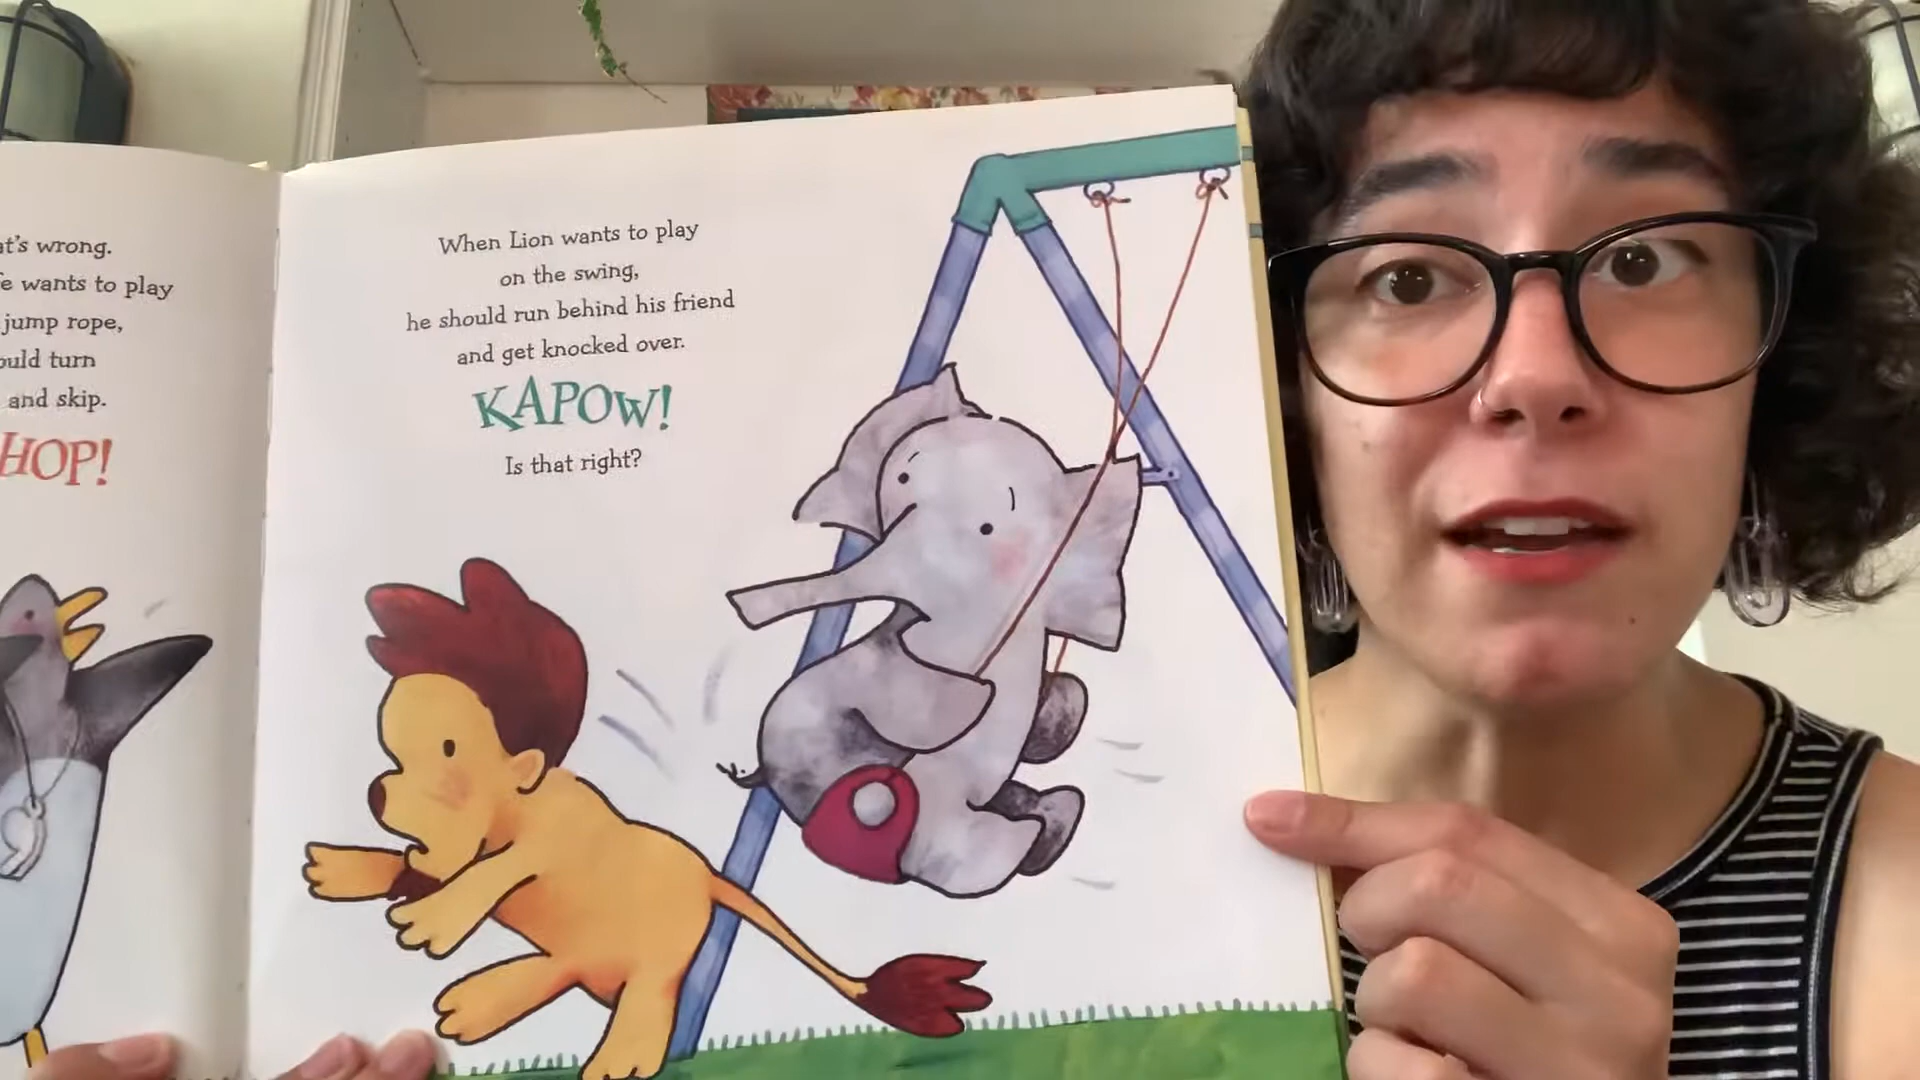 at's wrong.
e wants to play
jump rope,
ould turn
and skip.
HOP!
When Lion wants to play
on the swing,
he should run behind his friend
and get knocked over.
KAPOW!
Is that right?